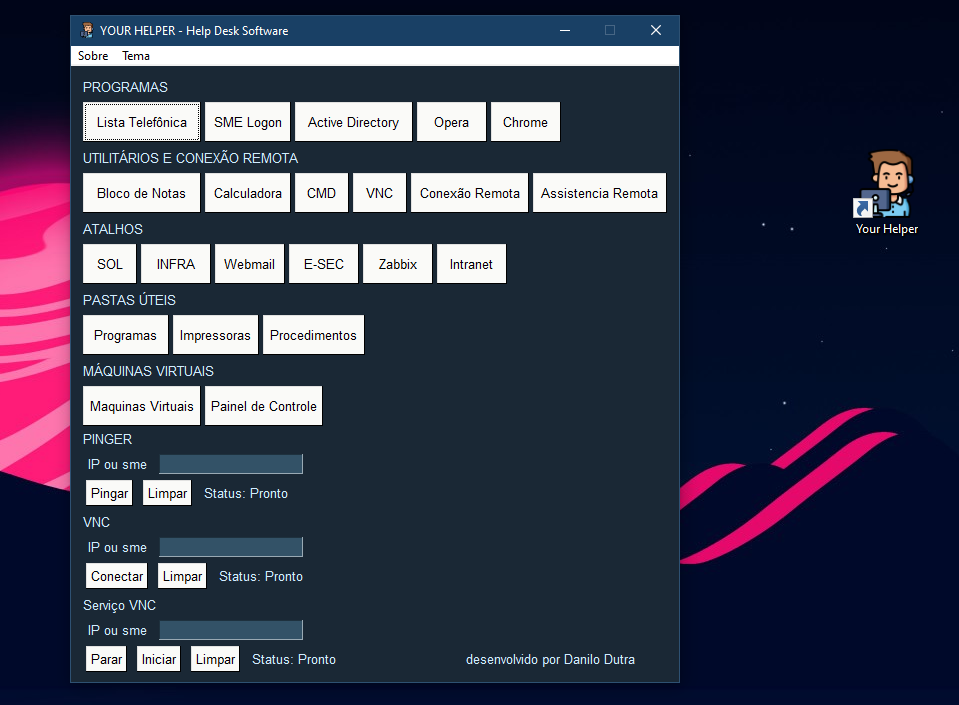 YOUR HELPER - Help Desk Software
Sobre Tema
PROGRAMAS
Lista Telefônica SME Logon Active Directory Opera Chrome
UTILITÁRIOS E CONEXÃO REMOTA
Bloco de Notas Calculadora CMD VNC Conexão Remota Assistencia Remota
ATALHOS
SOL INFRA Webmail E-SEC Zabbix Intranet
PASTAS ÚTEIS
Programas Impressoras Procedimentos
MÁQUINAS VIRTUAIS
Maquinas Virtuais Painel de Controle
PINGER
IP ou sme
Pingar Limpar Status: Pronto
VNC
IP ou sme
Conectar Limpar Status: Pronto
Serviço VNC
IP ou sme
Parar Iniciar Limpar Status: Pronto desenvolvido por Danilo Dutra
Your Helper